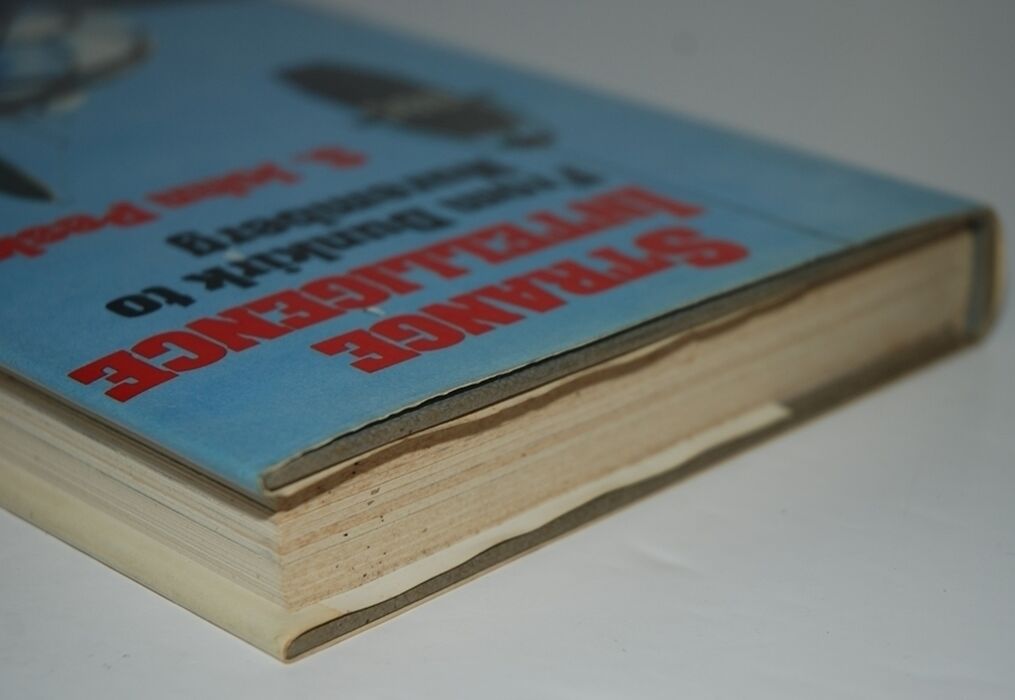 STRANGE
INTELLIGENCE
From Dunkirk to
Nuremberg
John